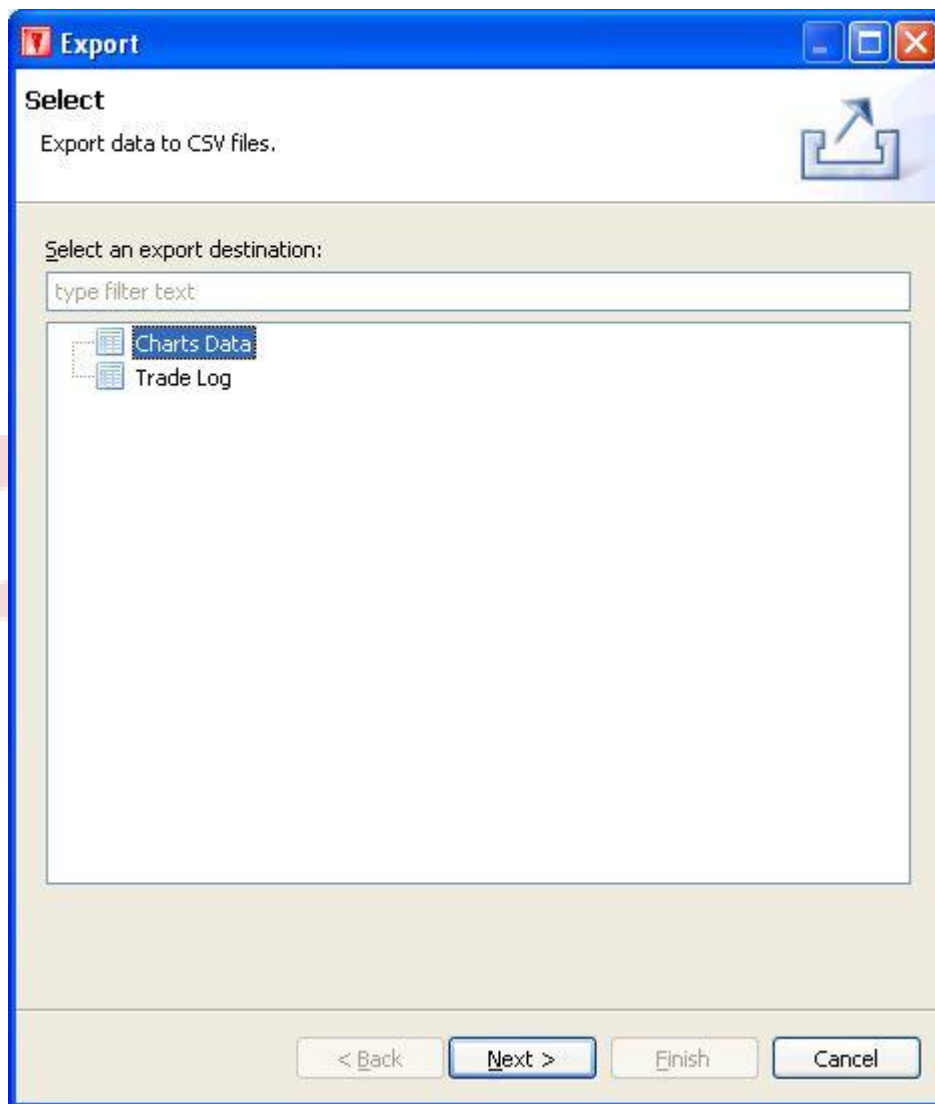 Export
Select
Export data to CSV files.
Select an export destination:
type filter text
Charts Data
Trade Log
< Back Next > Finish Cancel